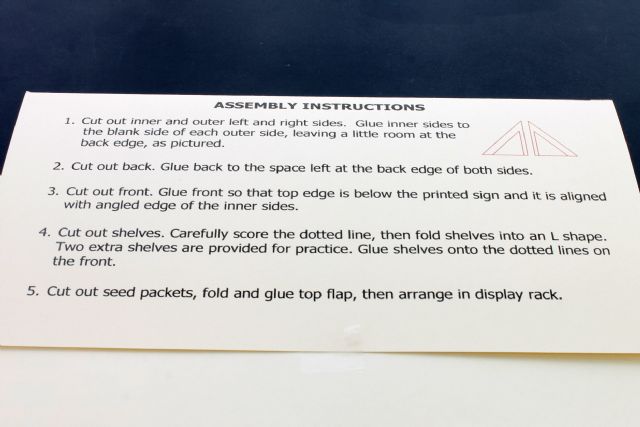 ASSEMBLY INSTRUCTIONS
1. Cut out inner and outer left and right sides. Glue inner sides to
the blank side of each outer side, leaving a little room at the
back edge, as pictured.
2. Cut out back. Glue back to the space left at the back edge of both sides.
3. Cut out front. Glue front so that top edge is below the printed sign and it is aligned
with angled edge of the inner sides.
4. Cut out shelves. Carefully score the dotted line, then fold shelves into an L shape.
Two extra shelves are provided for practice. Glue shelves onto the dotted lines on
the front.
5. Cut out seed packets, fold and glue top flap, then arrange in display rack.